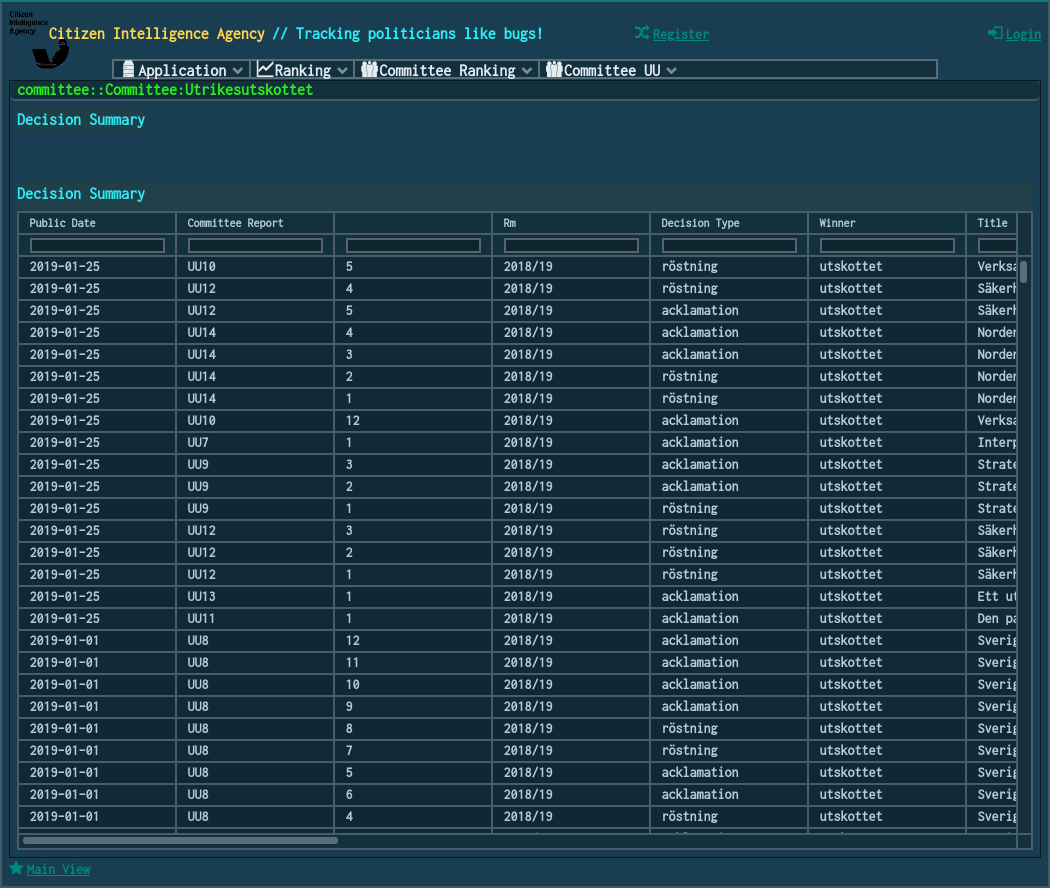 Citizen
Intelligence
Agency
Citizen Intelligence Agency // Tracking politicians like bugs!
Register
Login
Application
Ranking
Committee Ranking
Committee UU
committee::Committee:Utrikesutskottet
Decision Summary
Decision Summary
Public Date Committee Report Rm Decision Type Winner Title
2019-01-25 UU10 5 2018/19 röstning utskottet Verksa
2019-01-25 UU12 4 2018/19 röstning utskottet Säkerh
2019-01-25 UU12 5 2018/19 acklamation utskottet Säkerh
2019-01-25 UU14 4 2018/19 acklamation utskottet Norden
2019-01-25 UU14 3 2018/19 acklamation utskottet Norden
2019-01-25 UU14 2 2018/19 röstning utskottet Norden
2019-01-25 UU14 1 2018/19 röstning utskottet Norden
2019-01-25 UU10 12 2018/19 acklamation utskottet Verksa
2019-01-25 UU7 1 2018/19 acklamation utskottet Interp
2019-01-25 UU9 3 2018/19 acklamation utskottet Strate
2019-01-25 UU9 2 2018/19 acklamation utskottet Strate
2019-01-25 UU9 1 2018/19 röstning utskottet Strate
2019-01-25 UU12 3 2018/19 röstning utskottet Säkerh
2019-01-25 UU12 2 2018/19 röstning utskottet Säkerh
2019-01-25 UU12 1 2018/19 röstning utskottet Säkerh
2019-01-25 UU13 1 2018/19 acklamation utskottet Ett ut
2019-01-25 UU11 1 2018/19 acklamation utskottet Den pa
2019-01-01 UU8 12 2018/19 acklamation utskottet Sverig
2019-01-01 UU8 11 2018/19 acklamation utskottet Sverig
2019-01-01 UU8 10 2018/19 acklamation utskottet Sverig
2019-01-01 UU8 9 2018/19 acklamation utskottet Sverig
2019-01-01 UU8 8 2018/19 röstning utskottet Sverig
2019-01-01 UU8 7 2018/19 röstning utskottet Sverig
2019-01-01 UU8 5 2018/19 acklamation utskottet Sverig
2019-01-01 UU8 6 2018/19 acklamation utskottet Sverig
2019-01-01 UU8 4 2018/19 röstning utskottet Sverig
Main View